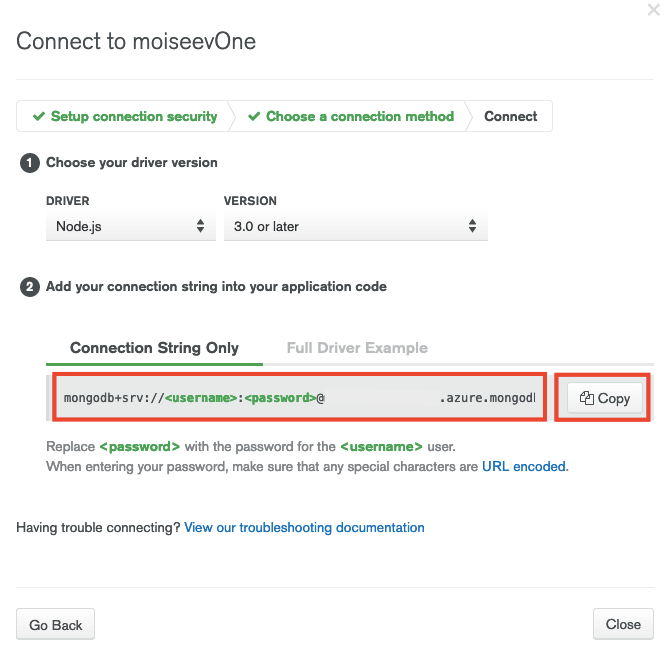 Connect to moiseevOne
✔ Setup connection security ✔ Choose a connection method Connect
1 Choose your driver version
DRIVER VERSION
Node.js 3.0 or later
2 Add your connection string into your application code
Connection String Only Full Driver Example
mongodb+srv://<username>:<password>@ .azure.mongodb
Copy
Replace <password> with the password for the <username> user.
When entering your password, make sure that any special characters are URL encoded.
Having trouble connecting? View our troubleshooting documentation
Go Back Close